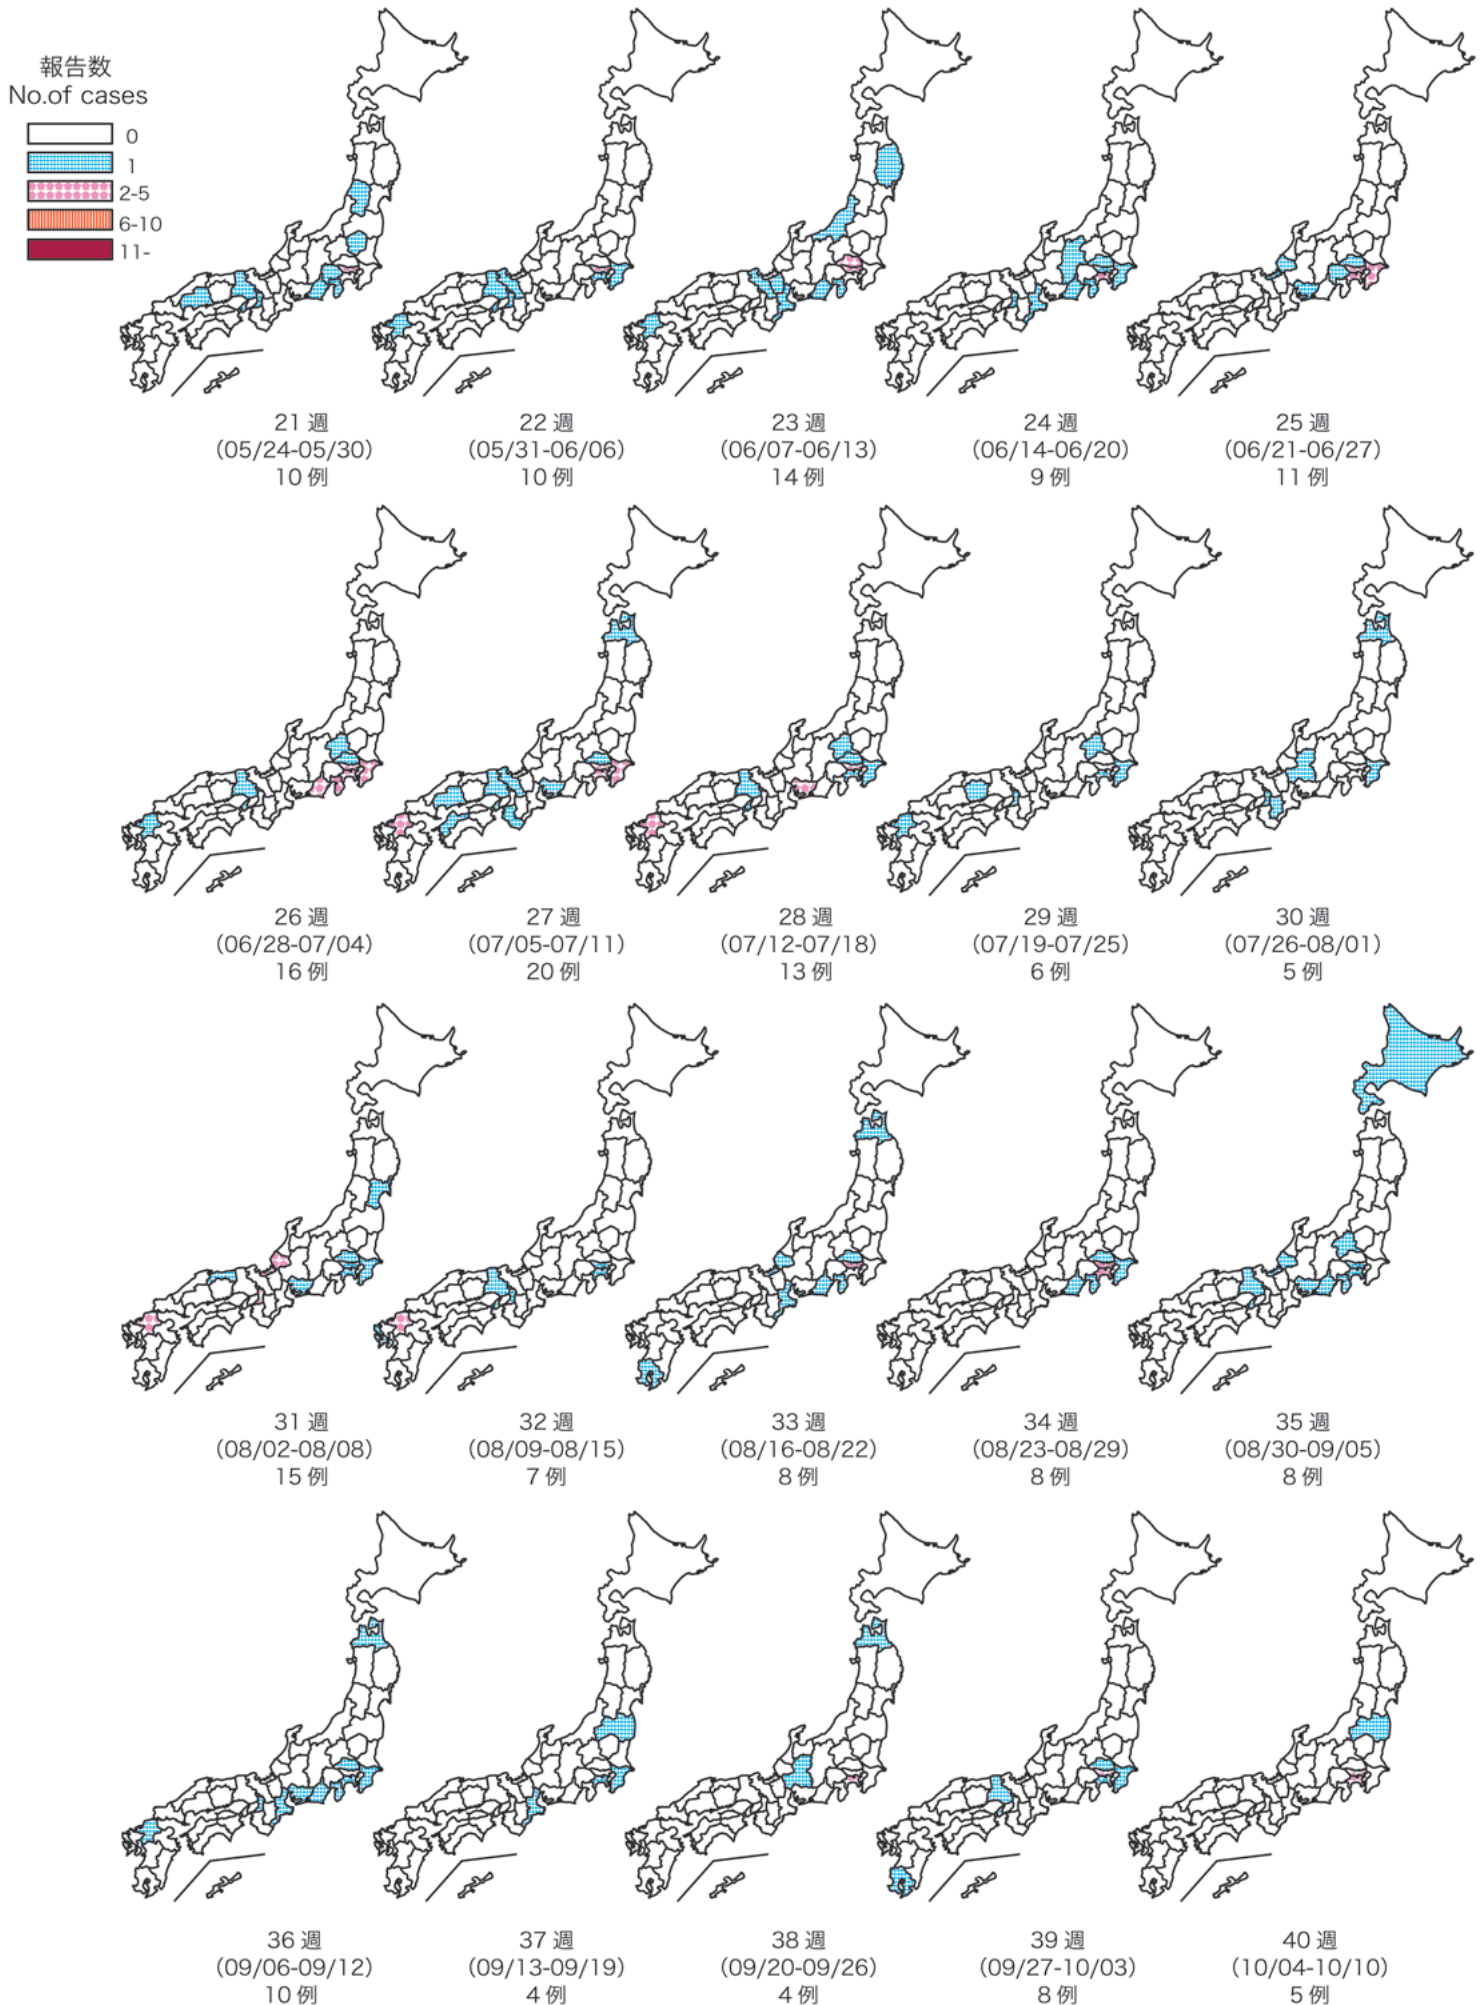 報告数
No.of cases
0
1
2-5
6-10
11-
21 週
(05/24-05/30)
10 例
22 週
(05/31-06/06)
10 例
23 週
(06/07-06/13)
14 例
24 週
(06/14-06/20)
9 例
25 週
(06/21-06/27)
11 例
26 週
(06/28-07/04)
16 例
27 週
(07/05-07/11)
20 例
28 週
(07/12-07/18)
13 例
29 週
(07/19-07/25)
6 例
30 週
(07/26-08/01)
5 例
31 週
(08/02-08/08)
15 例
32 週
(08/09-08/15)
7 例
33 週
(08/16-08/22)
8 例
34 週
(08/23-08/29)
8 例
35 週
(08/30-09/05)
8 例
36 週
(09/06-09/12)
10 例
37 週
(09/13-09/19)
4 例
38 週
(09/20-09/26)
4 例
39 週
(09/27-10/03)
8 例
40 週
(10/04-10/10)
5 例